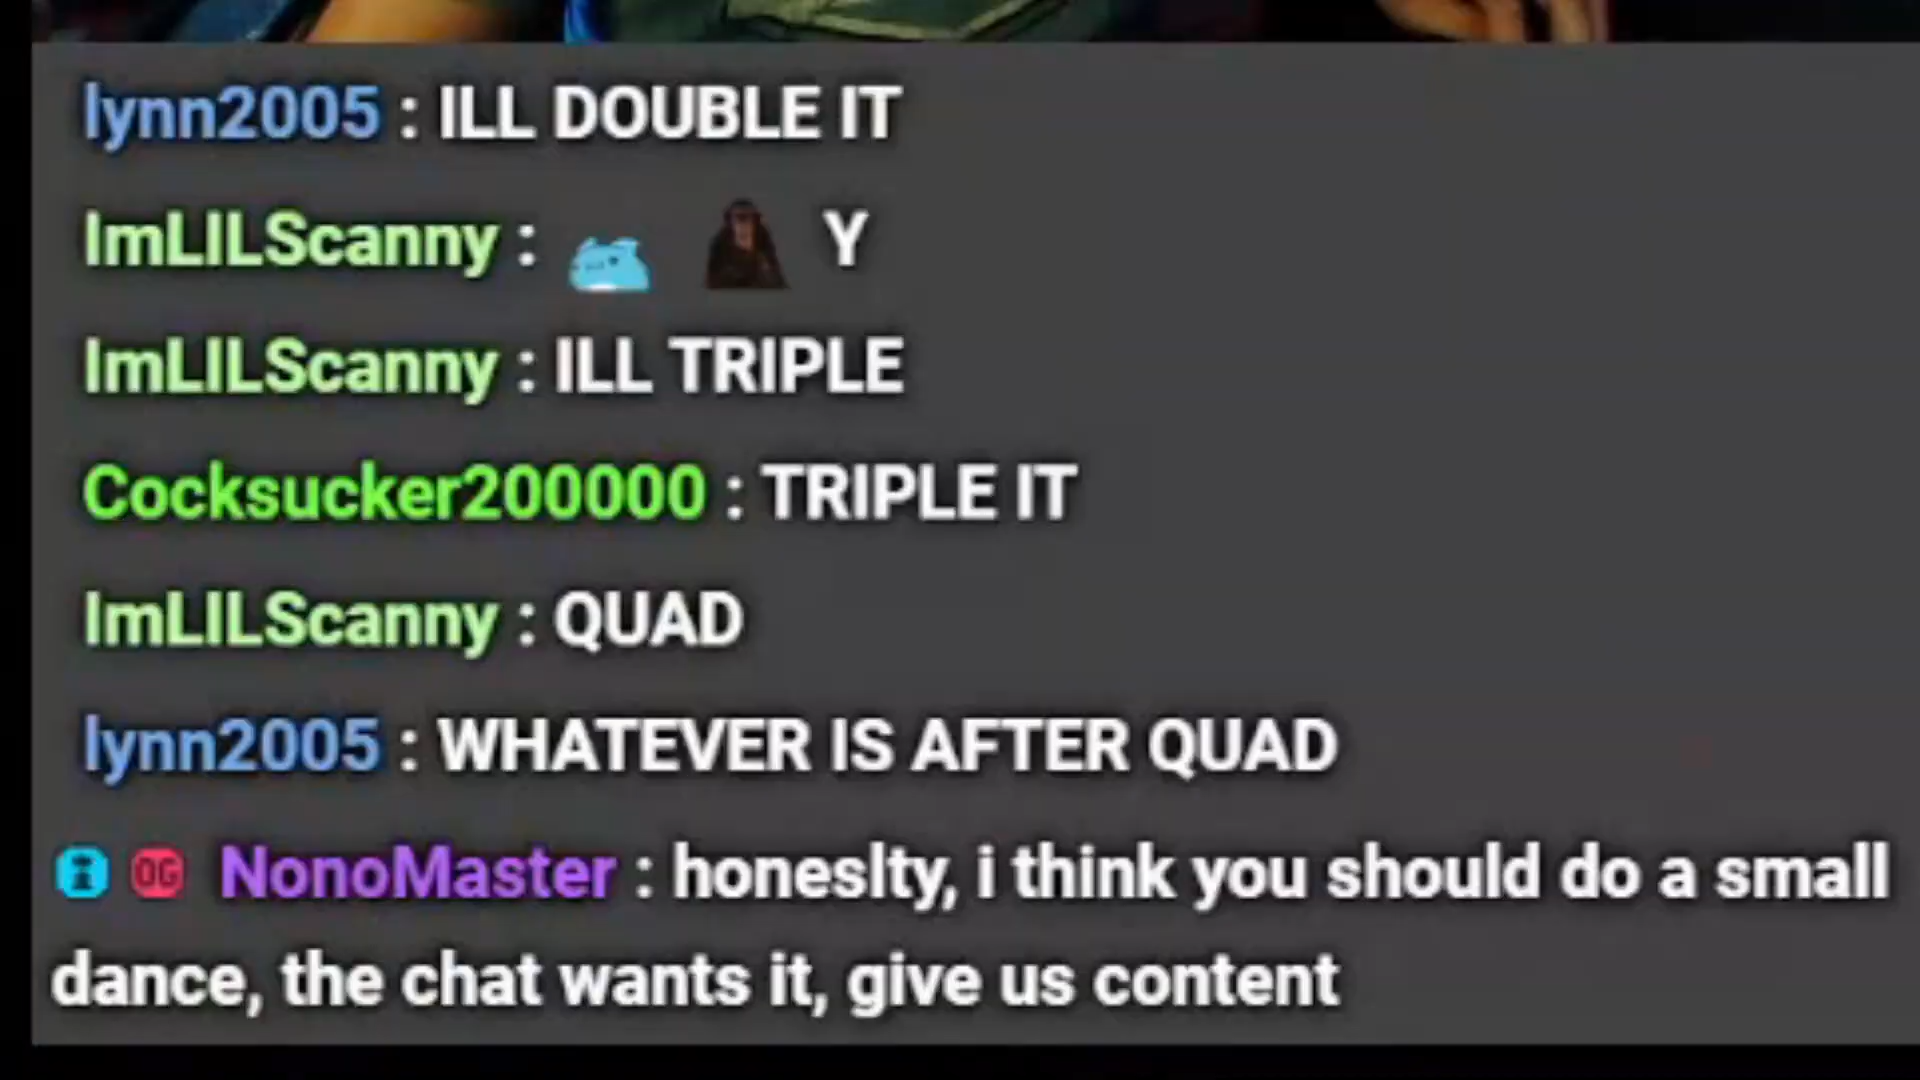 lynn2005 : ILL DOUBLE IT
ImLILScanny : Y
ImLILScanny : ILL TRIPLE
Cocksucker200000 : TRIPLE IT
ImLILScanny : QUAD
lynn2005 : WHATEVER IS AFTER QUAD
OG NonoMaster : honeslty, i think you should do a small
dance, the chat wants it, give us content